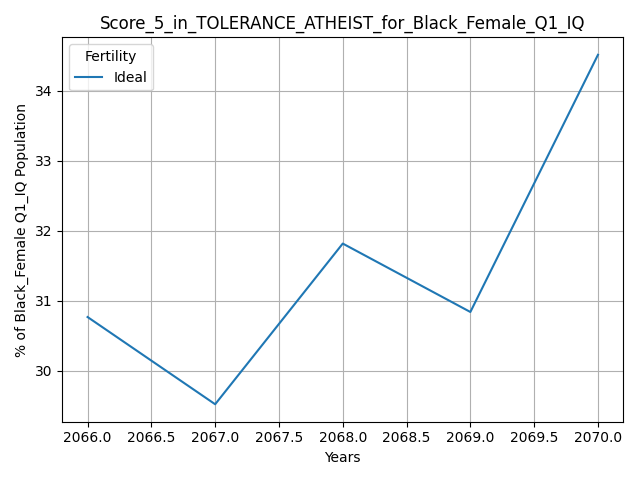 Score_5_in_TOLERANCE_ATHEIST_for_Black_Female_Q1_IQ
Fertility
Ideal
% of Black_Female Q1_IQ Population
34
33
32
31
30
2066.0 2066.5 2067.0 2067.5 2068.0 2068.5 2069.0 2069.5 2070.0
Years